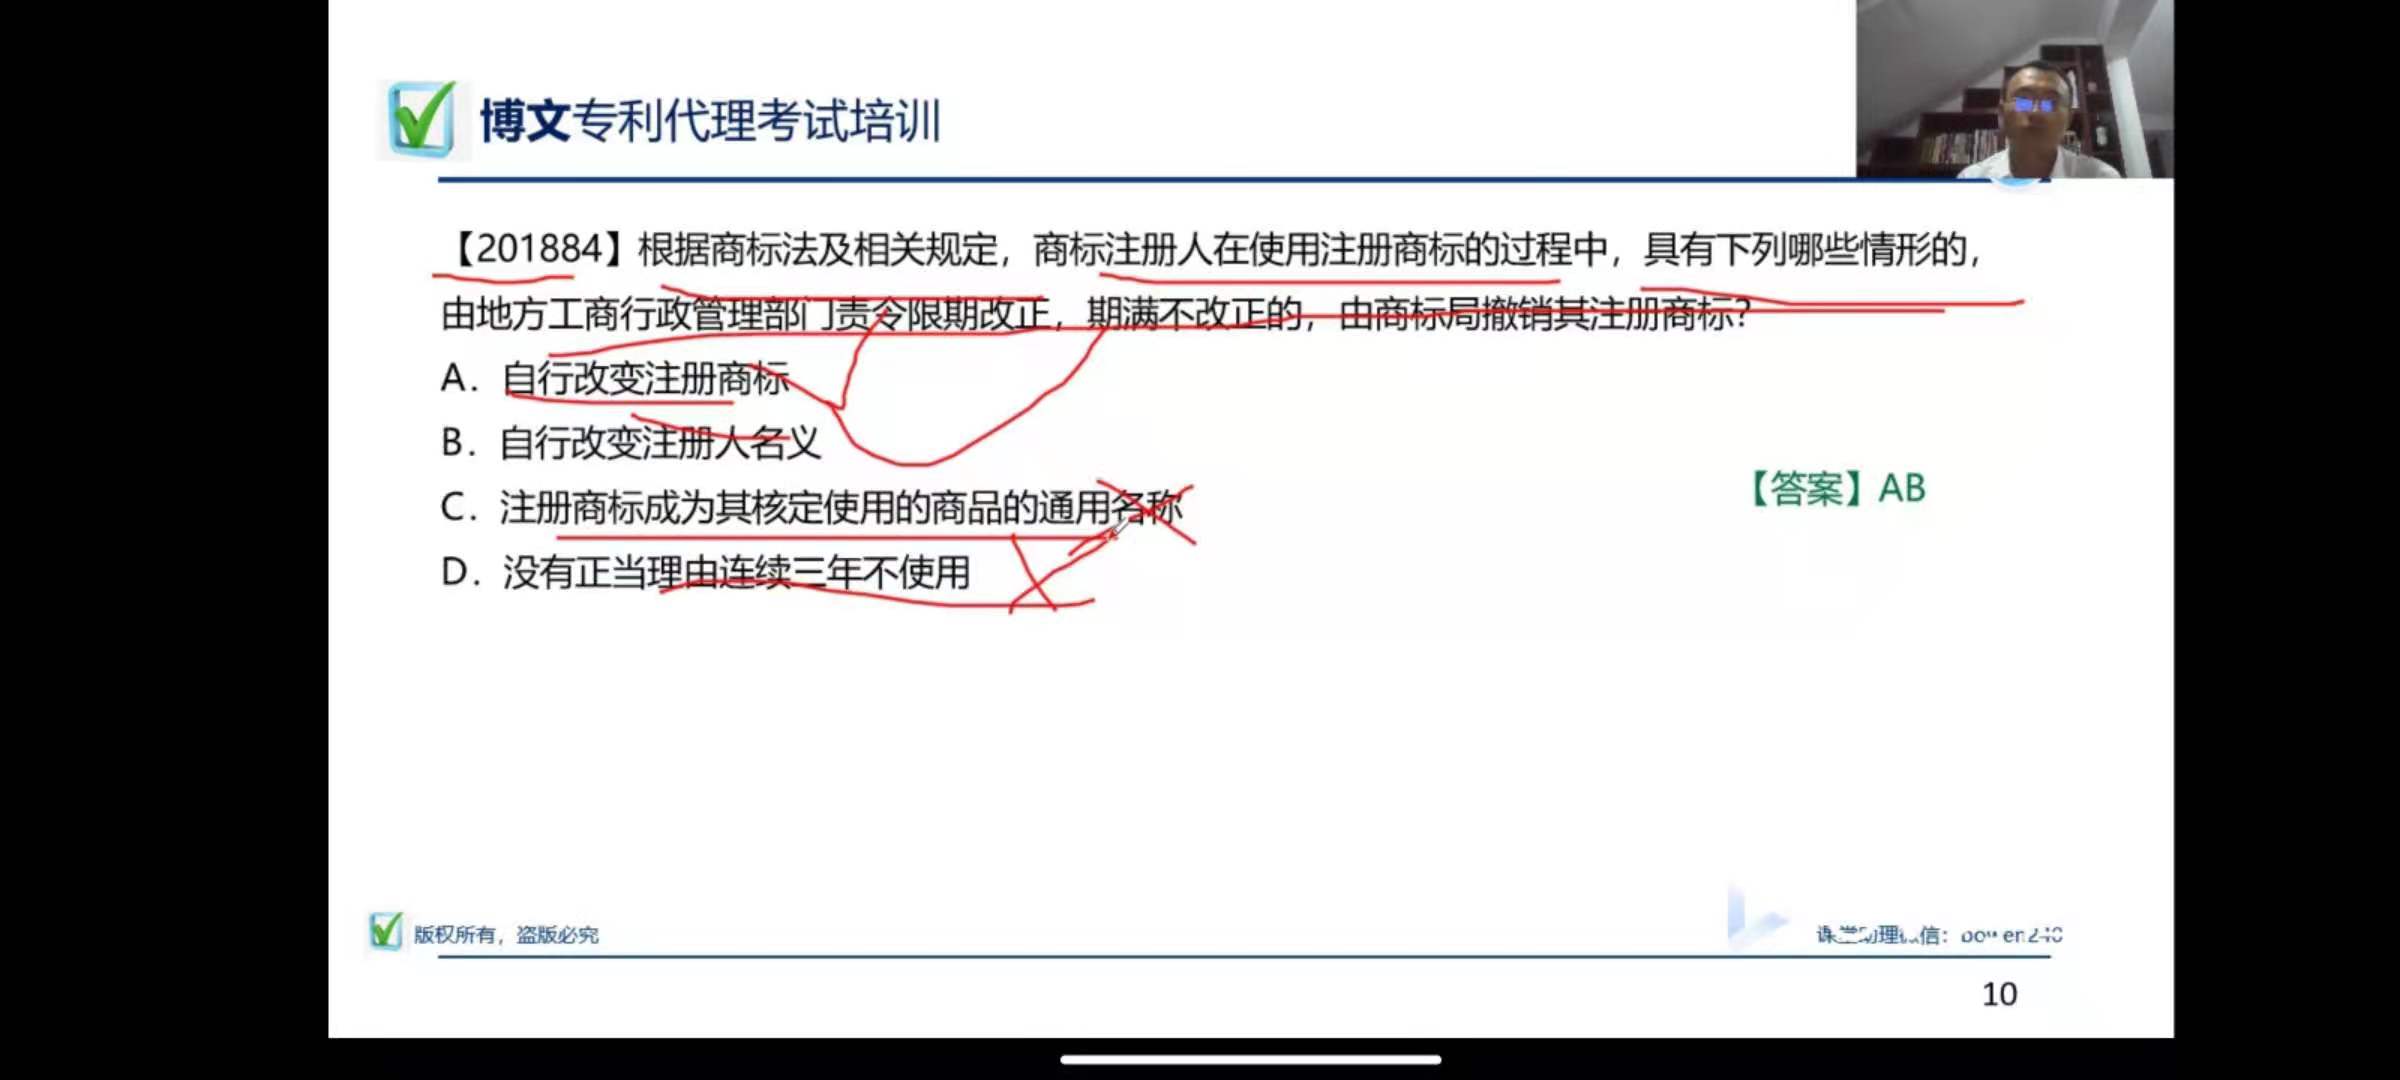 博文专利代理考试培训
【201884】根据商标法及相关规定，商标注册人在使用注册商标的过程中，具有下列哪些情形的，
由地方工商行政管理部门责令限期改正，期满不改正的，由商标局撤销其注册商标？
A. 自行改变注册商标
B. 自行改变注册人名义
C. 注册商标成为其核定使用的商品的通用名称
D. 没有正当理由连续三年不使用
【答案】AB
版权所有，盗版必究
10